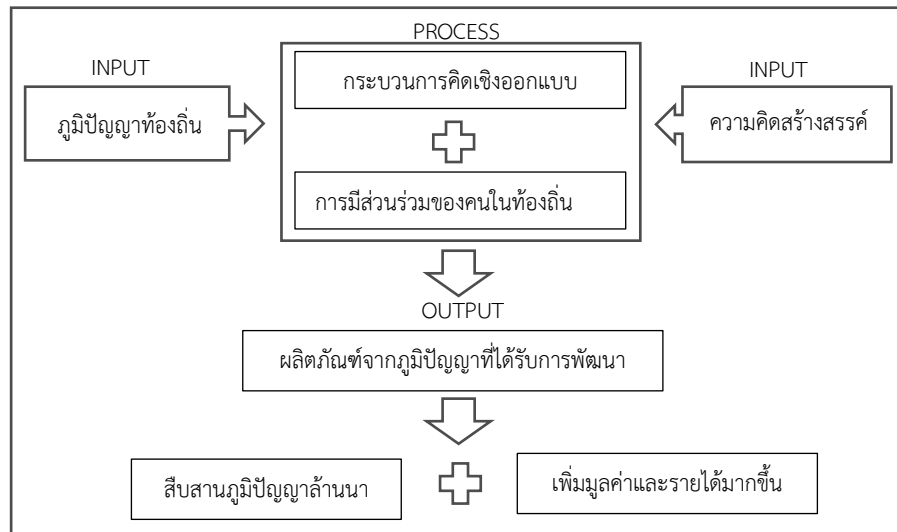 PROCESS
INPUT
INPUT
กระบวนการคิดเชิงออกแบบ
ภูมิปัญญาท้องถิ่น
ความคิดสร้างสรรค์
การมีส่วนร่วมของคนในท้องถิ่น
OUTPUT
ผลิตภัณฑ์จากภูมิปัญญาที่ได้รับการพัฒนา
สืบสานภูมิปัญญาล้านนา
เพิ่มมูลค่าและรายได้มากขึ้น